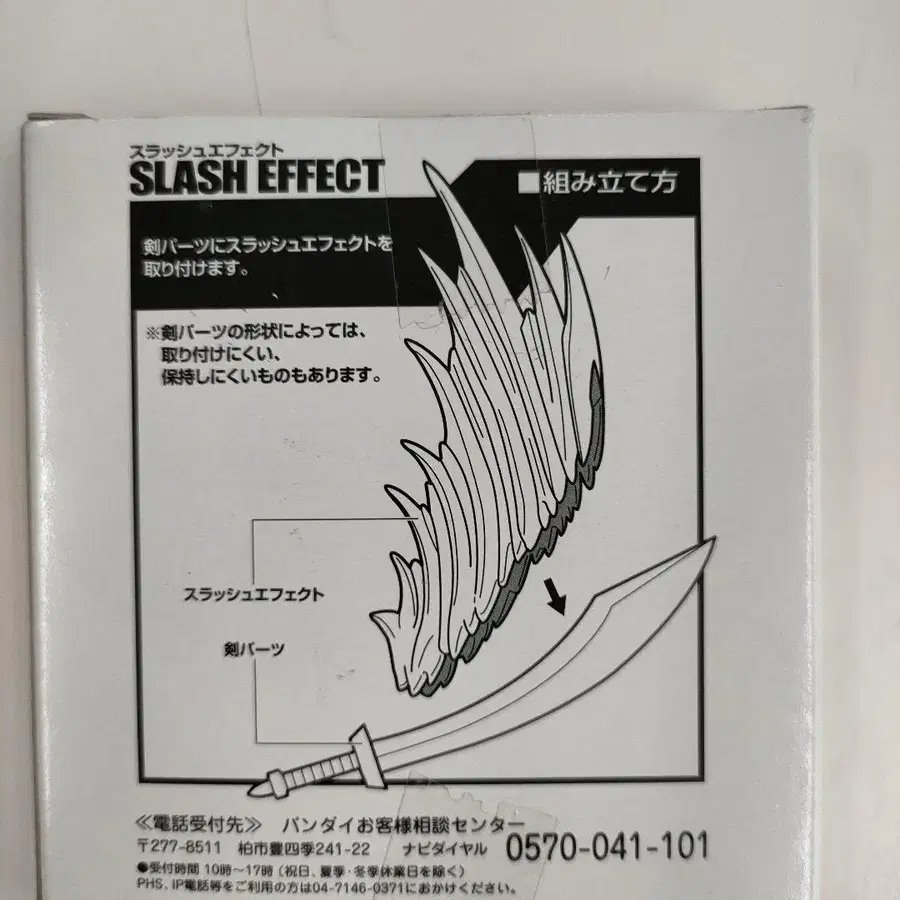 スラッシュエフェクト
SLASH EFFECT
■組み立て方
剣パーツにスラッシュエフェクトを
取り付けます。
※剣パーツの形状によっては、
取り付けにくい、
保持しにくいものもあります。
スラッシュエフェクト
剣パーツ
≪電話受付先≫ バンダイお客様相談センター
〒277-8511 柏市豊四季241-22 ナビダイヤル 0570-041-101
●受付時間 10時〜17時（祝日、夏季・冬季休業日を除く）
PHS、IP電話等をご利用の方は04-7146-0371におかけください。